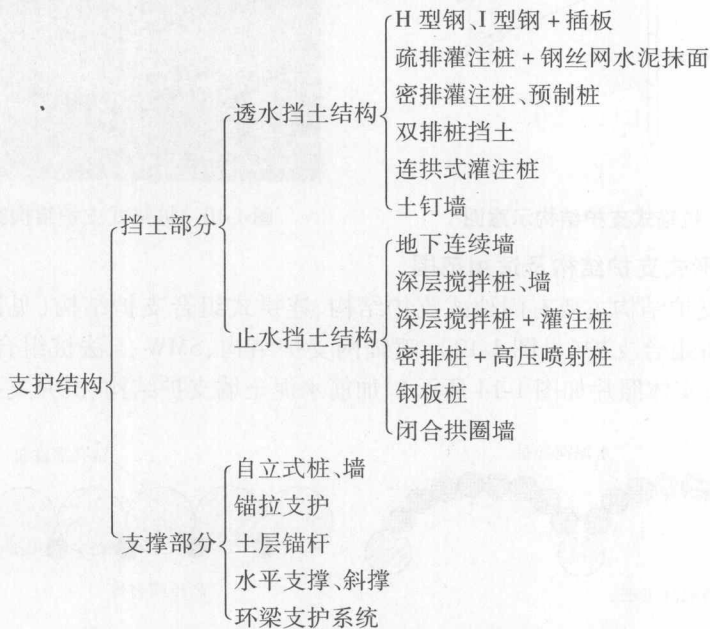 H 型钢、I 型钢 + 插板
疏排灌注桩 + 钢丝网水泥抹面
密排灌注桩、预制桩
透水挡土结构
双排桩挡土
连拱式灌注桩
土钉墙
挡土部分
地下连续墙
深层搅拌桩、墙
深层搅拌桩 + 灌注桩
止水挡土结构
密排桩 + 高压喷射桩
钢板桩
闭合拱圈墙
支护结构
自立式桩、墙
锚拉支护
支撑部分
土层锚杆
水平支撑、斜撑
环梁支护系统